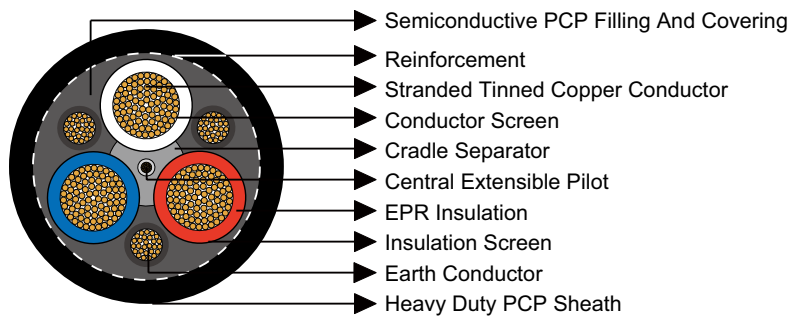 Semiconductive PCP Filling And Covering
Reinforcement
Stranded Tinned Copper Conductor
Conductor Screen
Cradle Separator
Central Extensible Pilot
EPR Insulation
Insulation Screen
Earth Conductor
Heavy Duty PCP Sheath